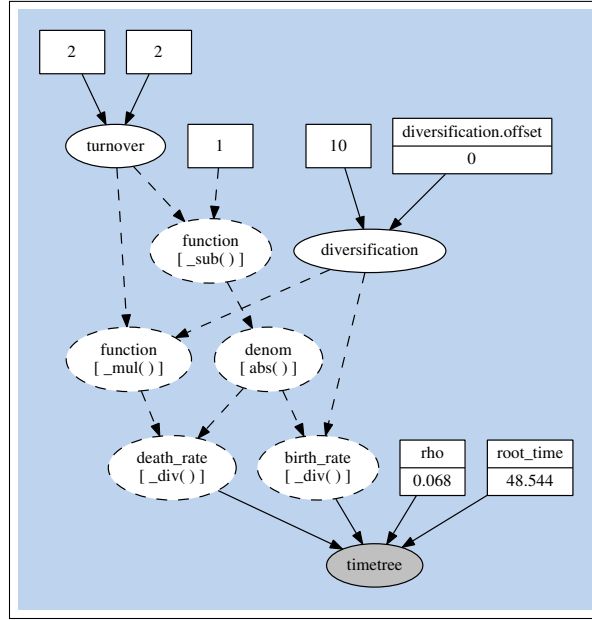 2
2
turnover
1
10
diversification.offset
0
function
[ _sub( ) ]
diversification
function
[ _mul( ) ]
denom
[ abs( ) ]
death_rate
[ _div( ) ]
birth_rate
[ _div( ) ]
rho
0.068
root_time
48.544
timetree